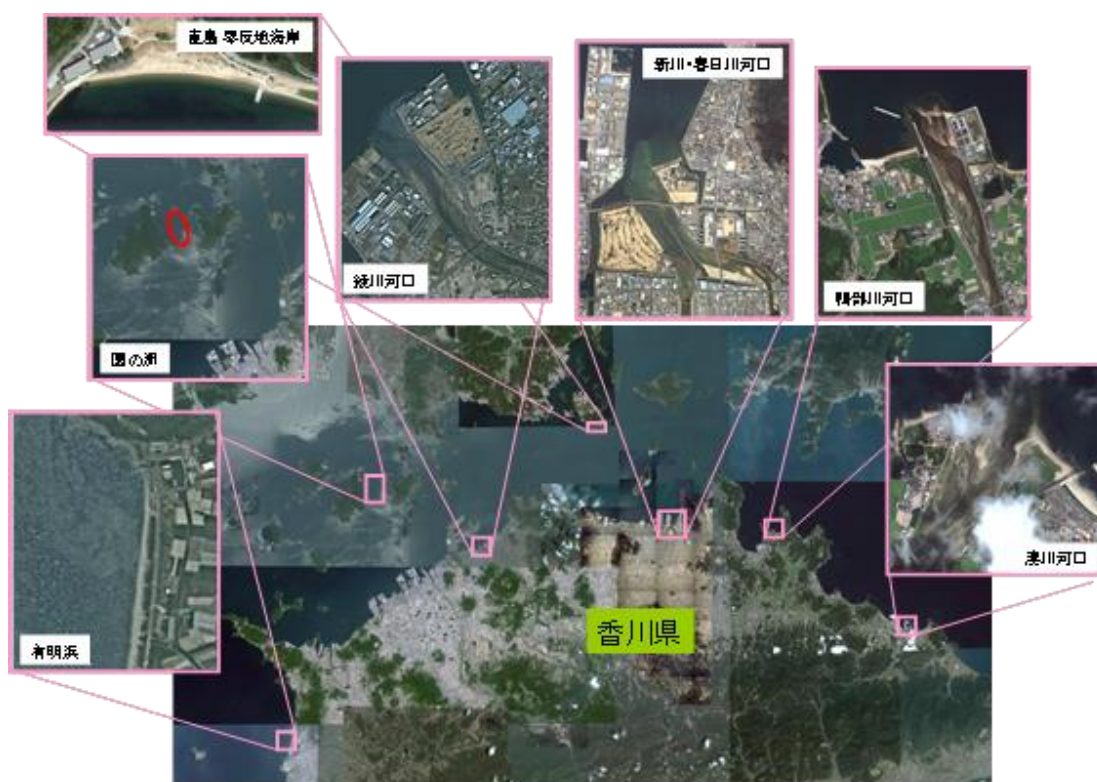 直島 琴反地海岸
新川・春日川河口
綾川河口
鴨部川河口
園の洲
湊川河口
香川県
有明浜